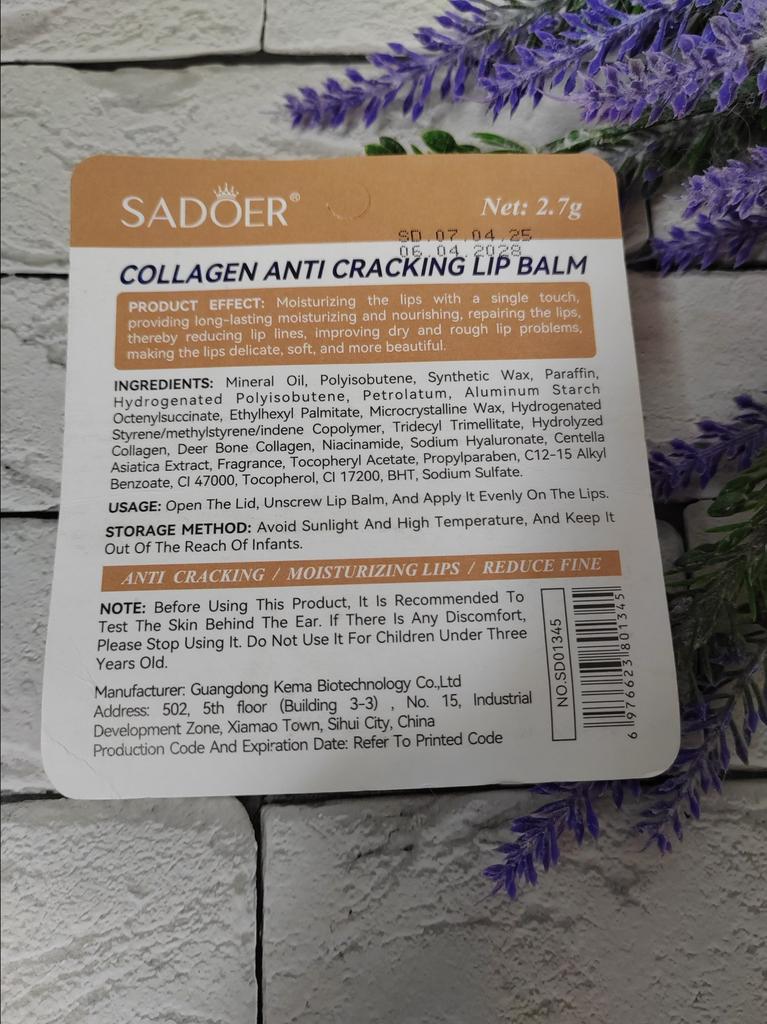 SADOER®
Net: 2.7g
SD 07.04.25
06.04.2028
COLLAGEN ANTI CRACKING LIP BALM
PRODUCT EFFECT: Moisturizing the lips with a single touch,
providing long-lasting moisturizing and nourishing, repairing the lips,
thereby reducing lip lines, improving dry and rough lip problems,
making the lips delicate, soft, and more beautiful.
INGREDIENTS: Mineral Oil, Polyisobutene, Synthetic Wax, Paraffin,
Hydrogenated Polyisobutene, Petrolatum, Aluminum Starch
Octenylsuccinate, Ethylhexyl Palmitate, Microcrystalline Wax, Hydrogenated
Styrene/methylstyrene/indene Copolymer, Tridecyl Trimellitate, Hydrolyzed
Collagen, Deer Bone Collagen, Niacinamide, Sodium Hyaluronate, Centella
Asiatica Extract, Fragrance, Tocopheryl Acetate, Propylparaben, C12-15 Alkyl
Benzoate, CI 47000, Tocopherol, CI 17200, BHT, Sodium Sulfate.
USAGE: Open The Lid, Unscrew Lip Balm, And Apply It Evenly On The Lips.
STORAGE METHOD: Avoid Sunlight And High Temperature, And Keep It
Out Of The Reach Of Infants.
ANTI CRACKING / MOISTURIZING LIPS / REDUCE FINE
NOTE: Before Using This Product, It Is Recommended To
Test The Skin Behind The Ear. If There Is Any Discomfort,
Please Stop Using It. Do Not Use It For Children Under Three
Years Old.
Manufacturer: Guangdong Kema Biotechnology Co.,Ltd
Address: 502, 5th floor (Building 3-3) , No. 15, Industrial
Development Zone, Xiamao Town, Sihui City, China
Production Code And Expiration Date: Refer To Printed Code
NO.SD01345
6 976623 801345